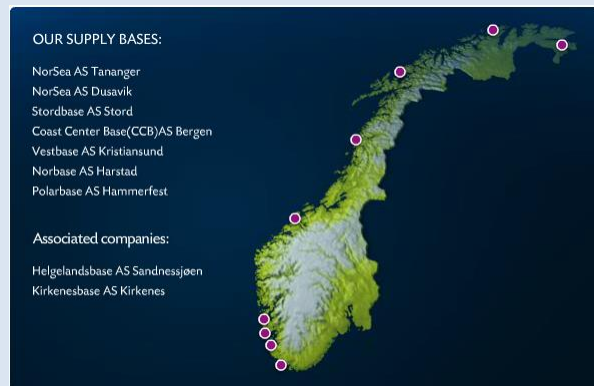 OUR SUPPLY BASES:
NorSea AS Tananger
NorSea AS Dusavik
Stordbase AS Stord
Coast Center Base(CCB)AS Bergen
Vestbase AS Kristiansund
Norbase AS Harstad
Polarbase AS Hammerfest
Associated companies:
Helgelandsbase AS Sandnessjøen
Kirkenesbase AS Kirkenes